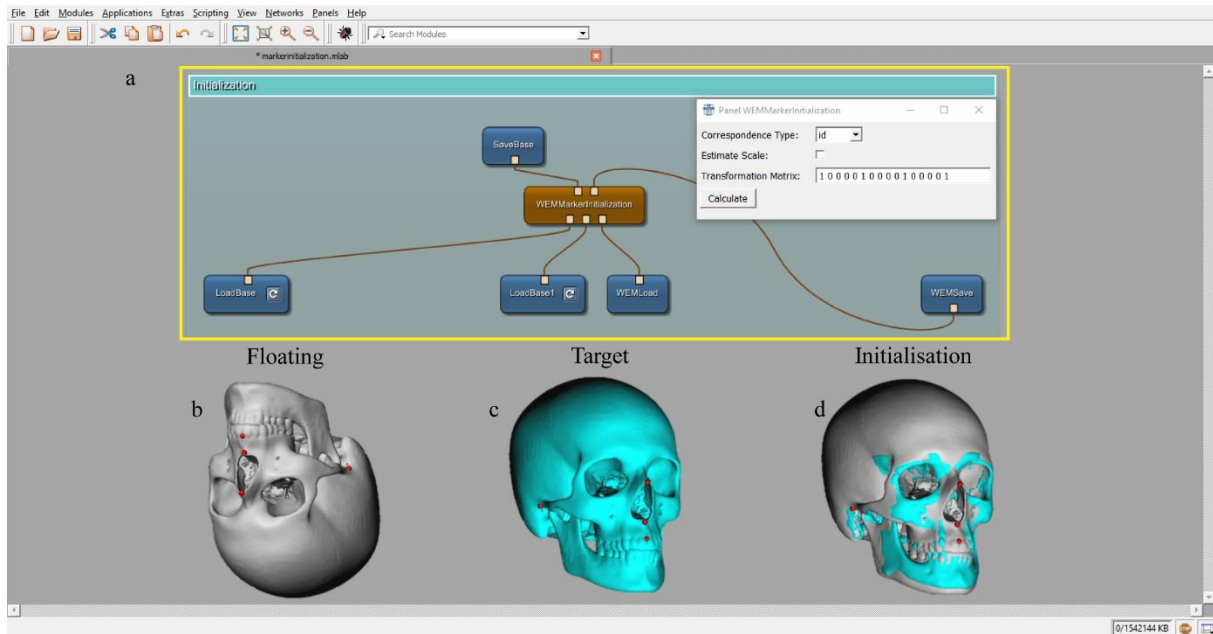 File Edit Modules Applications Extras Scripting View Networks Panels Help
Search Modules
* markerinitialization.mlab
a
Initialization
Panel WEMMarkerInitialization
Correspondence Type: id
Estimate Scale:
Transformation Matrix: 1 0 0 0 0 1 0 0 0 0 1 0 0 0 0 1
Calculate
SaveBase
WEMMarkerInitialization
LoadBase
LoadBase1
WEMLoad
WEMSave
Floating Target Initialisation
b c d
0/1542144 KB